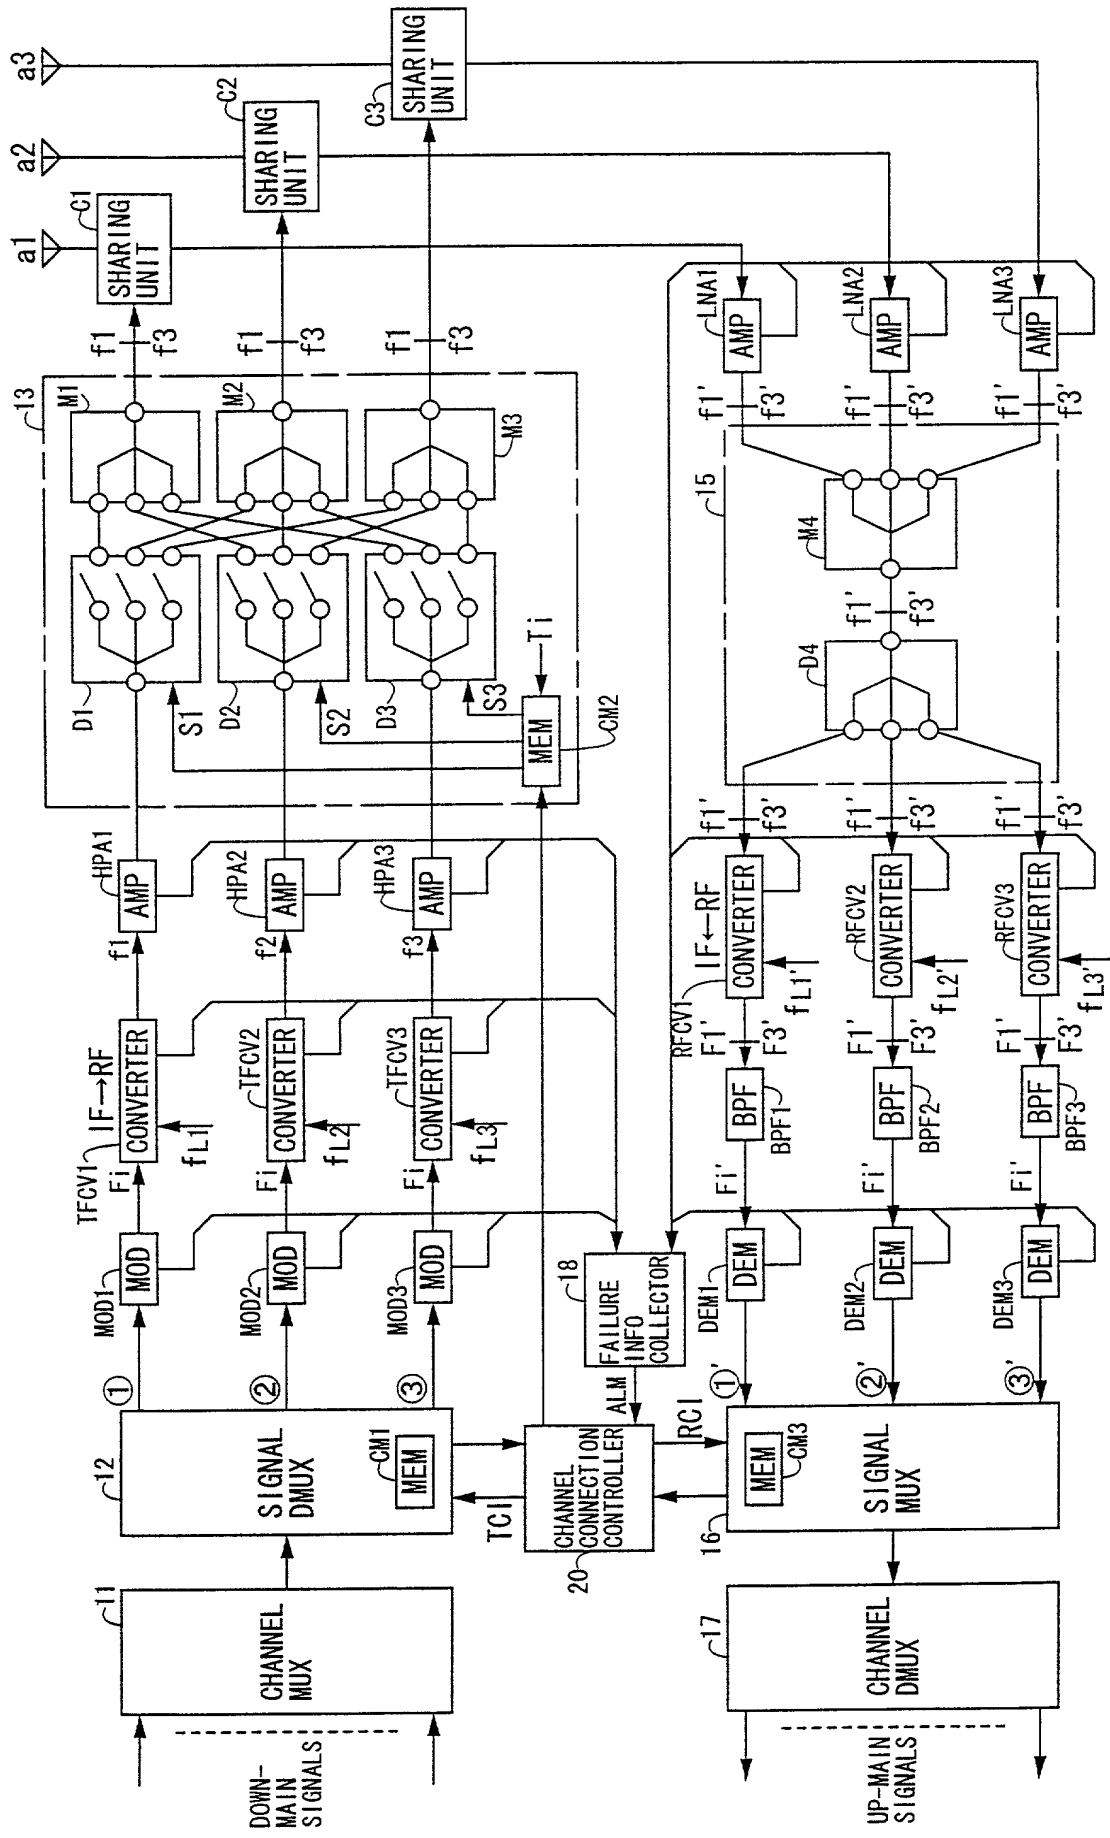 DOWN-
MAIN
SIGNALS
11
CHANNEL
MUX
12
SIGNAL
DMUX
CM1
MEM
①
②
③
MOD1
MOD
MOD2
MOD
MOD3
MOD
Fi
Fi
Fi
TFCV1
IF→RF
CONVERTER
fL1
TFCV2
CONVERTER
fL2
TFCV3
CONVERTER
fL3
f1
f2
f3
HPA1
AMP
HPA2
AMP
HPA3
AMP
13
D1
S1
D2
S2
D3
S3
MEM
CM2
Ti
M1
M2
M3
f1
f3
f1
f3
f1
f3
C1
SHARING
UNIT
C2
SHARING
UNIT
C3
SHARING
UNIT
a1
a2
a3
TCI
20
CHANNEL
CONNECTION
CONTROLLER
RCI
ALM
18
FAILURE
INFO
COLLECTOR
UP-MAIN
SIGNALS
17
CHANNEL
DMUX
16
SIGNAL
MUX
MEM
CM3
①'
②'
③'
DEM1
DEM
DEM2
DEM
DEM3
DEM
Fi'
Fi'
Fi'
BPF
BPF1
BPF
BPF2
BPF
BPF3
F1'
F3'
F1'
F3'
F1'
F3'
RFCV1
IF←RF
CONVERTER
fL1'
RFCV2
CONVERTER
fL2'
RFCV3
CONVERTER
fL3'
f1'
f3'
f1'
f3'
f1'
f3'
15
D4
f1'
f3'
M4
f1'
f3'
f1'
f3'
f1'
f3'
LNA1
AMP
LNA2
AMP
LNA3
AMP